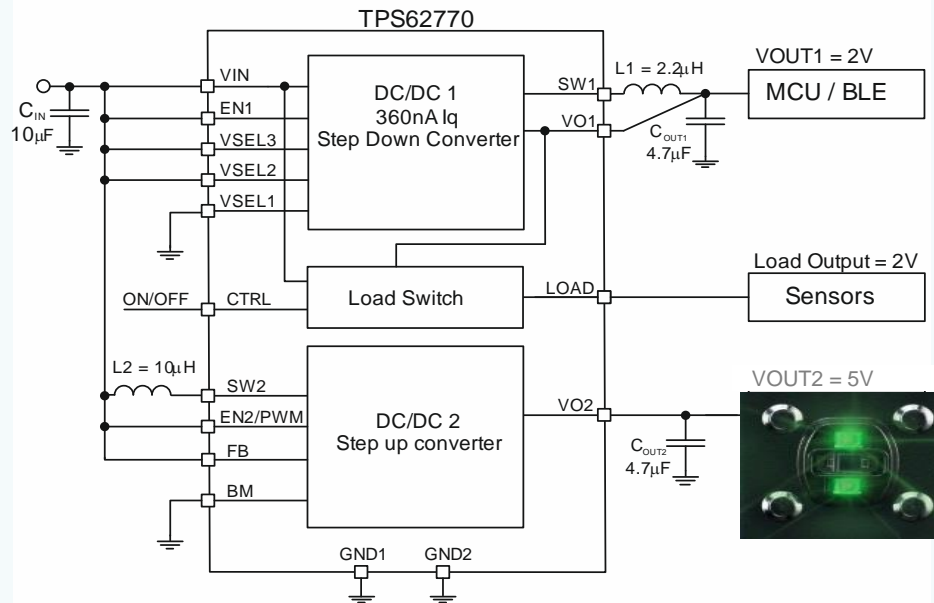 TPS62770
VIN
EN1
VSEL3
VSEL2
VSEL1
C_IN
10μF
DC/DC 1
360nA Iq
Step Down Converter
SW1
VO1
L1 = 2.2μH
C_OUT1
4.7μF
VOUT1 = 2V
MCU / BLE
ON/OFF
CTRL
Load Switch
LOAD
Load Output = 2V
Sensors
L2 = 10μH
SW2
EN2/PWM
FB
BM
DC/DC 2
Step up converter
VO2
C_OUT2
4.7μF
VOUT2 = 5V
GND1
GND2